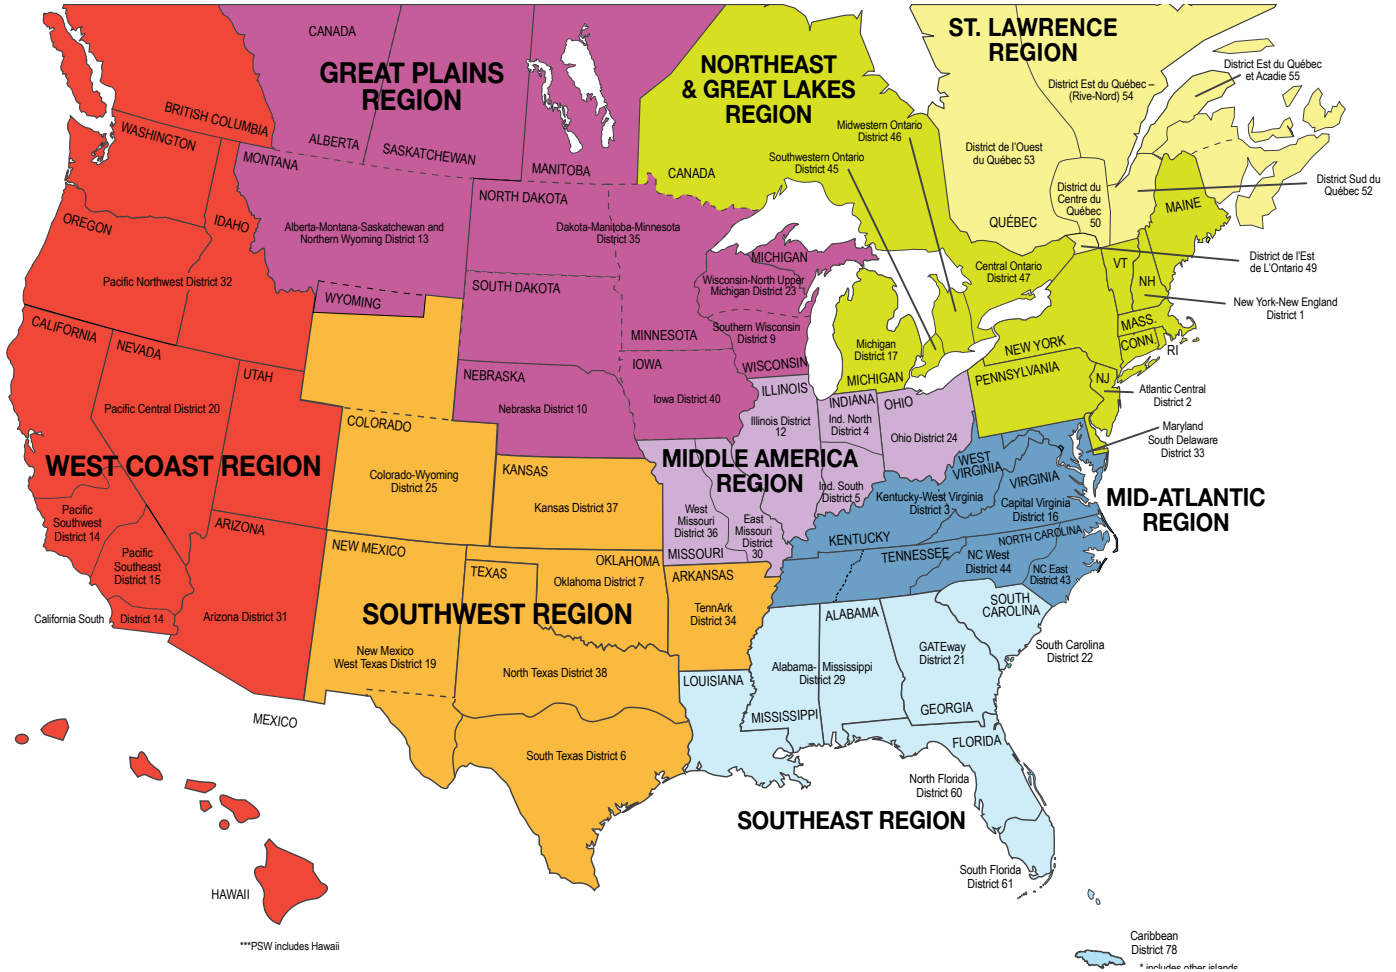 CANADA
GREAT PLAINS
REGION
BRITISH COLUMBIA
ALBERTA
SASKATCHEWAN
MANITOBA
NORTHEAST
& GREAT LAKES
REGION
CANADA
Midwestern Ontario
District 46
Southwestern Ontario
District 45
ST. LAWRENCE
REGION
District Est du Québec
et Acadie 55
District Est du Québec –
(Rive-Nord) 54
District de l'Ouest
du Québec 53
District du
Centre du
Québec
50
District Sud du
Québec 52
QUÉBEC
MAINE
District de l'Est
de L'Ontario 49
Central Ontario
District 47
VT
NH
New York-New England
District 1
MASS.
CONN.
RI
NEW YORK
PENNSYLVANIA
NJ
Atlantic Central
District 2
Maryland
South Delaware
District 33
WASHINGTON
MONTANA
OREGON
IDAHO
Alberta-Montana-Saskatchewan and
Northern Wyoming District 13
NORTH DAKOTA
Dakota-Manitoba-Minnesota
District 35
Pacific Northwest District 32
WYOMING
SOUTH DAKOTA
MICHIGAN
Wisconsin-North Upper
Michigan District 23
MINNESOTA
Southern Wisconsin
District 9
WISCONSIN
Michigan
District 17
MICHIGAN
CALIFORNIA
NEVADA
UTAH
NEBRASKA
IOWA
Pacific Central District 20
Nebraska District 10
Iowa District 40
ILLINOIS
INDIANA
OHIO
Illinois District
12
Ind. North
District 4
Ohio District 24
COLORADO
WEST COAST REGION
Colorado-Wyoming
District 25
KANSAS
Kansas District 37
MIDDLE AMERICA
REGION
Ind. South
District 5
WEST
VIRGINIA
VIRGINIA
Kentucky-West Virginia
District 3
Capital Virginia
District 16
MID-ATLANTIC
REGION
Pacific
Southwest
District 14
ARIZONA
West
Missouri
District 36
East
Missouri
District
30
MISSOURI
KENTUCKY
NORTH CAROLINA
TENNESSEE
NC West
District 44
NC East
District 43
Pacific
Southeast
District 15
NEW MEXICO
TEXAS
OKLAHOMA
Oklahoma District 7
ARKANSAS
TennArk
District 34
SOUTHWEST REGION
California South
District 14
Arizona District 31
New Mexico
West Texas District 19
North Texas District 38
SOUTH
CAROLINA
South Carolina
District 22
ALABAMA
GATEway
District 21
LOUISIANA
Alabama- Mississippi
District 29
MISSISSIPPI
GEORGIA
MEXICO
South Texas District 6
FLORIDA
North Florida
District 60
SOUTHEAST REGION
South Florida
District 61
HAWAII
***PSW includes Hawaii
Caribbean
District 78
* includes other islands